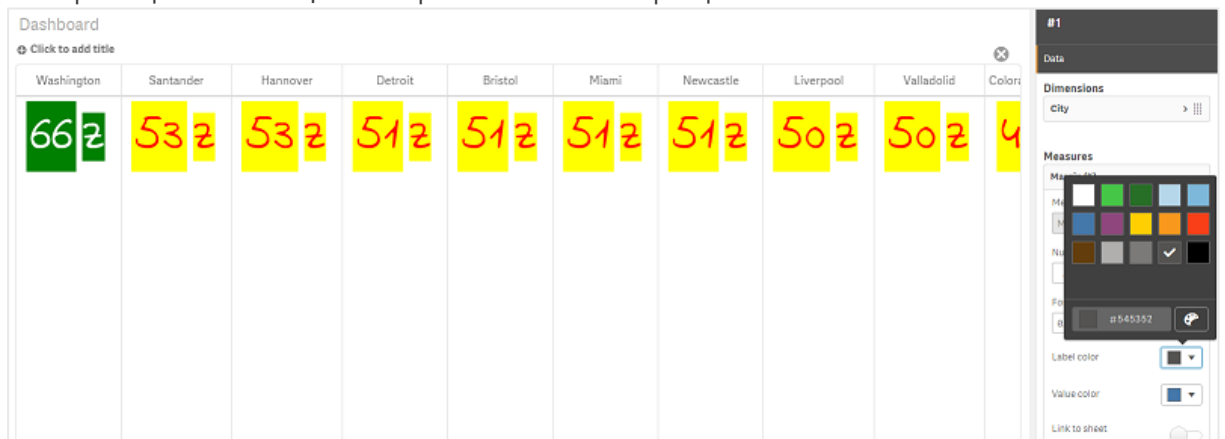 Dashboard
Click to add title
Washington Santander Hannover Detroit Bristol Miami Newcastle Liverpool Valladolid
66 z 53 z 53 z 51 z 51 z 51 z 51 z 50 z 50 z
#1
Data
Dimensions
City
Measures
#545352
Label color
Value color
Link to sheet